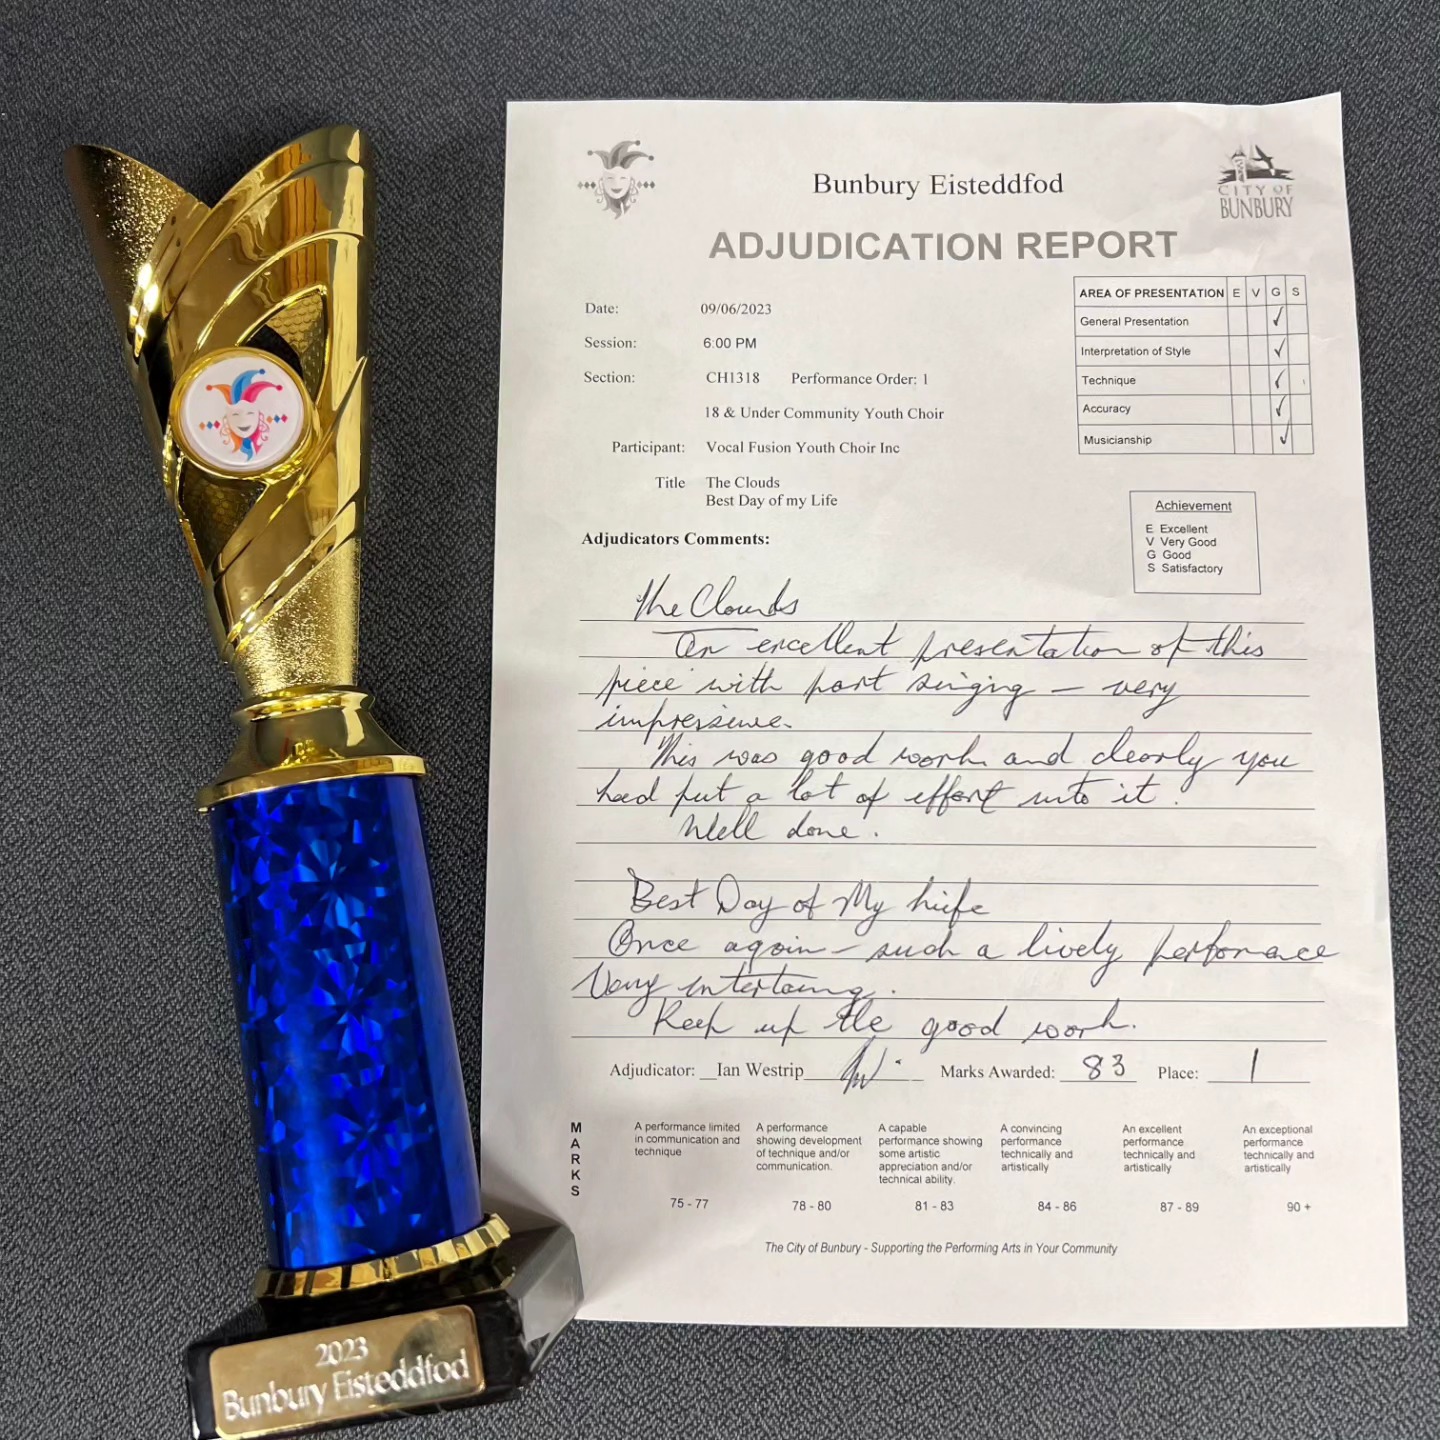 Bunbury Eisteddfod
CITY OF
BUNBURY
ADJUDICATION REPORT
AREA OF PRESENTATION E V G S
General Presentation ✓
Interpretation of Style ✓
Technique ✓
Accuracy ✓
Musicianship ✓
Date: 09/06/2023
Session: 6:00 PM
Section: CH1318 Performance Order: 1
18 & Under Community Youth Choir
Participant: Vocal Fusion Youth Choir Inc
Title The Clouds
Best Day of my Life
Achievement
E Excellent
V Very Good
G Good
S Satisfactory
Adjudicators Comments:
The Clouds
An excellent presentation of this
piece with part singing – very
impressive.
This was good work and clearly you
had put a lot of effort into it.
Well done.
Best Day of My Life
Once again – such a lively performance
Very entertaining.
Keep up the good work.
Adjudicator: Ian Westrip Marks Awarded: 83 Place: 1
MARKS
A performance limited
in communication and
technique
75 - 77
A performance
showing development
of technique and/or
communication.
78 - 80
A capable
performance showing
some artistic
appreciation and/or
technical ability.
81 - 83
A convincing
performance
technically and
artistically
84 - 86
An excellent
performance
technically and
artistically
87 - 89
An exceptional
performance
technically and
artistically
90 +
The City of Bunbury - Supporting the Performing Arts in Your Community
2023
Bunbury Eisteddfod